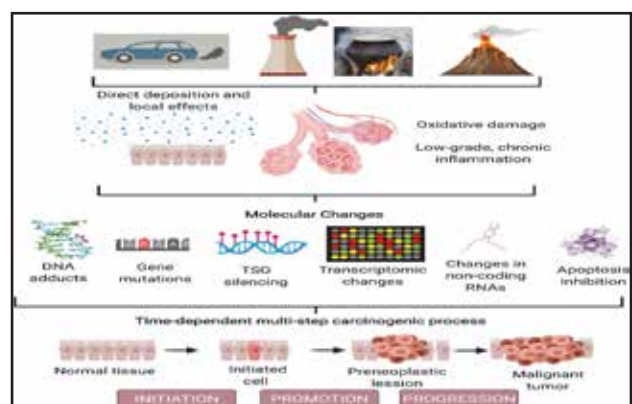 Direct deposition and
local effects
Oxidative damage
Low-grade, chronic
inflammation
Molecular Changes
DNA
adducts
Gene
mutations
TSG
silencing
Transcriptomic
changes
Changes in
non-coding
RNAs
Apoptosis
inhibition
Time-dependent multi-step carcinogenic process
Normal tissue
Initiated
cell
Preneoplastic
lession
Malignant
tumor
INITIATION
PROMOTION
PROGRESSION